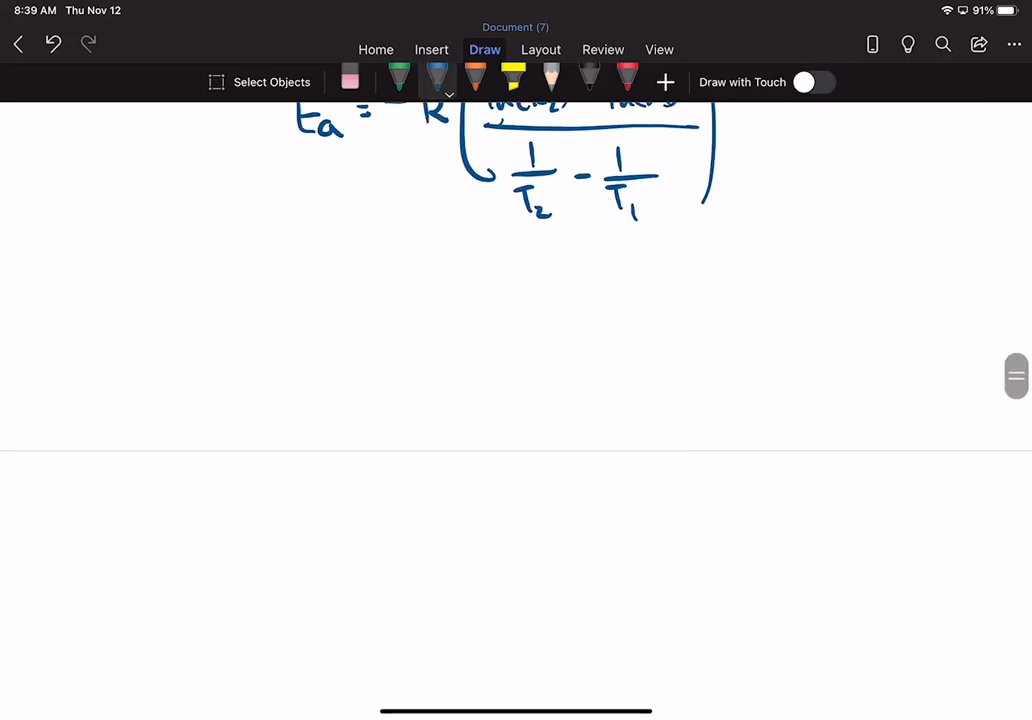 8:39 AM Thu Nov 12
91%
Document (7)
Home Insert Draw Layout Review View
Select Objects
Draw with Touch
Ea = - R (
1/T2 - 1/T1 )